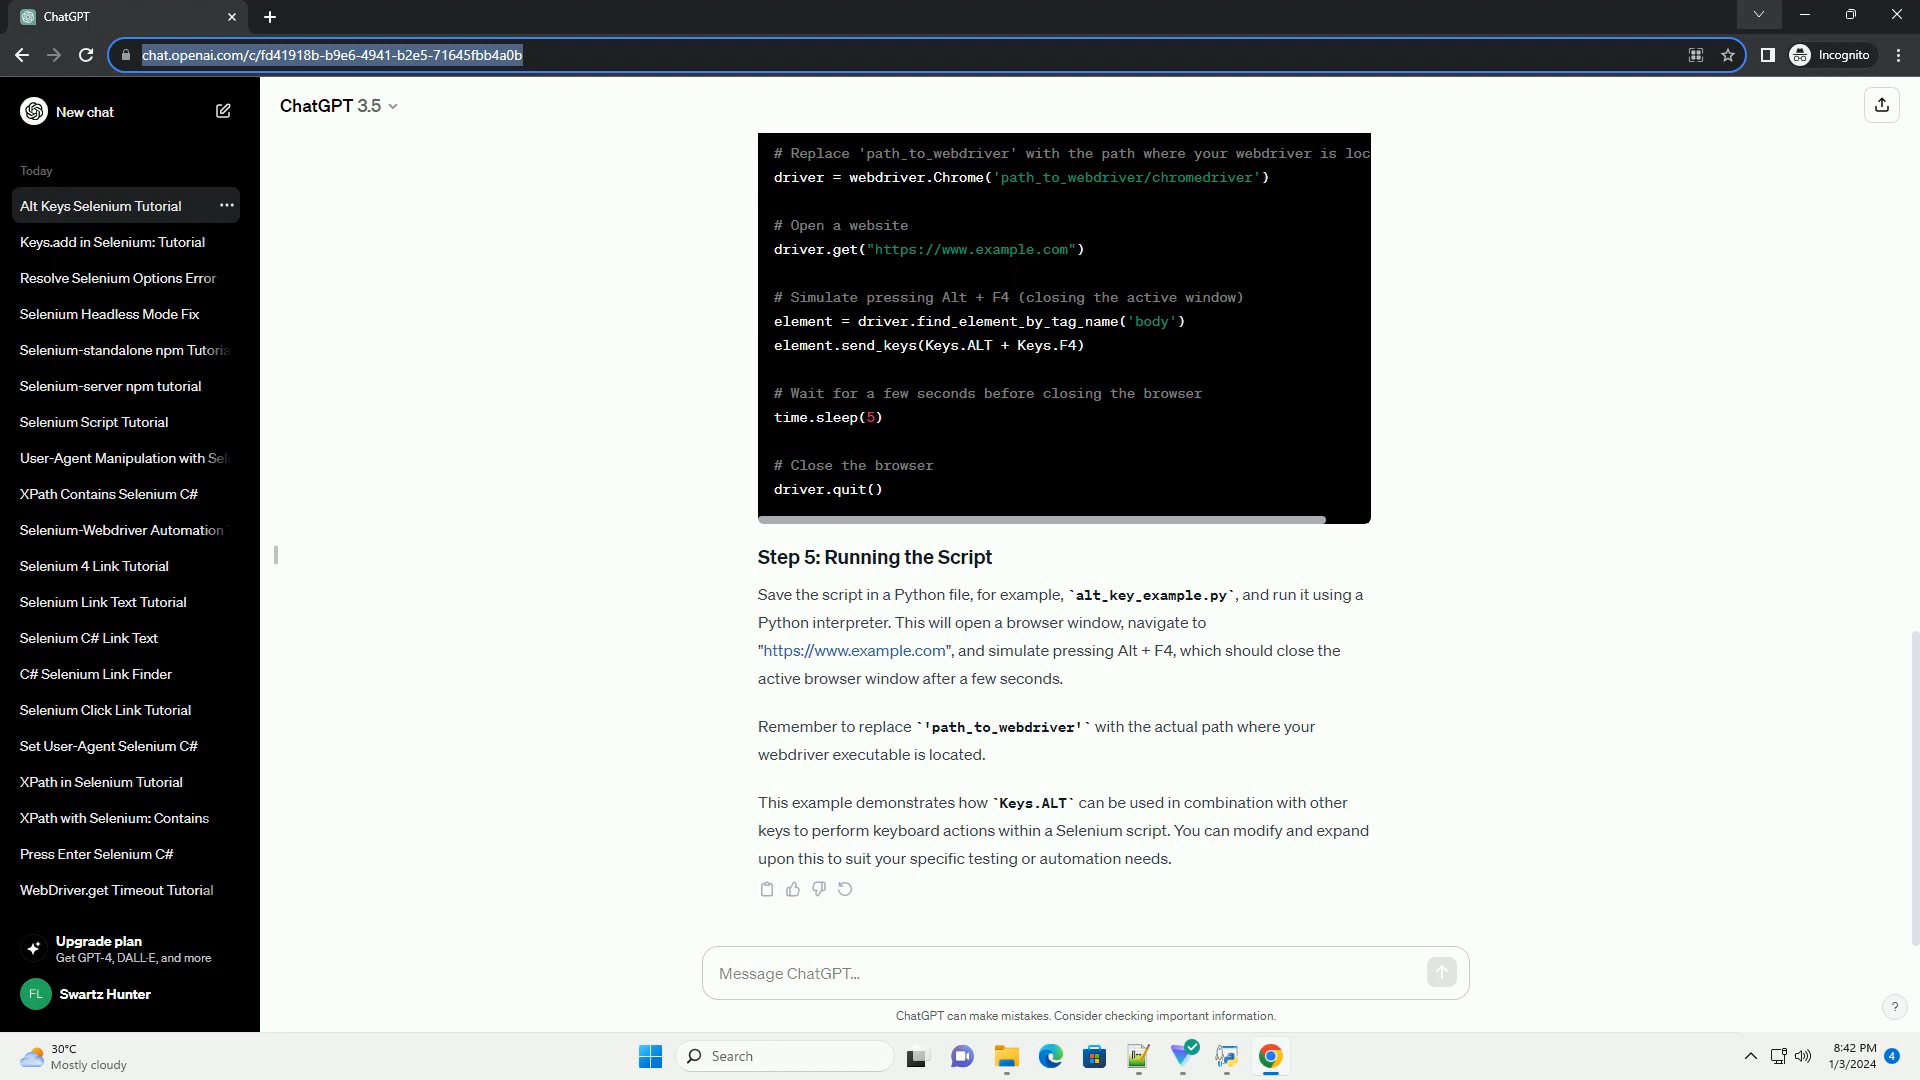 ChatGPT
chat.openai.com/c/fd41918b-b9e6-4941-b2e5-71645fbb4a0b
Incognito
New chat
Today
Alt Keys Selenium Tutorial
Keys.add in Selenium: Tutorial
Resolve Selenium Options Error
Selenium Headless Mode Fix
Selenium-standalone npm Tutoria
Selenium-server npm tutorial
Selenium Script Tutorial
User-Agent Manipulation with Sel
XPath Contains Selenium C#
Selenium-Webdriver Automation
Selenium 4 Link Tutorial
Selenium Link Text Tutorial
Selenium C# Link Text
C# Selenium Link Finder
Selenium Click Link Tutorial
Set User-Agent Selenium C#
XPath in Selenium Tutorial
XPath with Selenium: Contains
Press Enter Selenium C#
WebDriver.get Timeout Tutorial
Upgrade plan
Get GPT-4, DALL·E, and more
FL
Swartz Hunter
ChatGPT 3.5
# Replace 'path_to_webdriver' with the path where your webdriver is loc
driver = webdriver.Chrome('path_to_webdriver/chromedriver')
# Open a website
driver.get("https://www.example.com")
# Simulate pressing Alt + F4 (closing the active window)
element = driver.find_element_by_tag_name('body')
element.send_keys(Keys.ALT + Keys.F4)
# Wait for a few seconds before closing the browser
time.sleep(5)
# Close the browser
driver.quit()
Step 5: Running the Script
Save the script in a Python file, for example, `alt_key_example.py`, and run it using a
Python interpreter. This will open a browser window, navigate to
"https://www.example.com", and simulate pressing Alt + F4, which should close the
active browser window after a few seconds.
Remember to replace `'path_to_webdriver'` with the actual path where your
webdriver executable is located.
This example demonstrates how `Keys.ALT` can be used in combination with other
keys to perform keyboard actions within a Selenium script. You can modify and expand
upon this to suit your specific testing or automation needs.
Message ChatGPT...
ChatGPT can make mistakes. Consider checking important information.
?
30°C
Mostly cloudy
Search
8:42 PM
1/3/2024
4